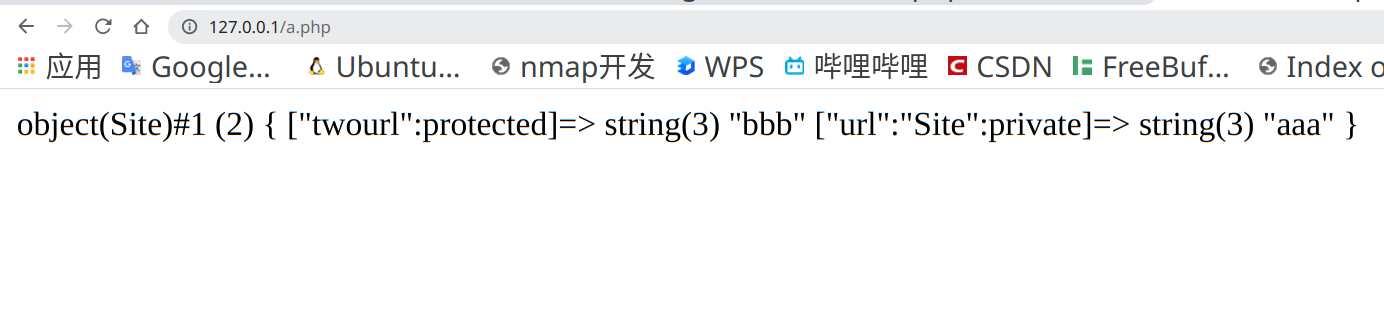 127.0.0.1/a.php
应用 Google... Ubuntu... nmap开发 WPS 哔哩哔哩 CSDN FreeBuf... Index o
object(Site)#1 (2) { ["twourl":protected]=> string(3) "bbb" ["url":"Site":private]=> string(3) "aaa" }